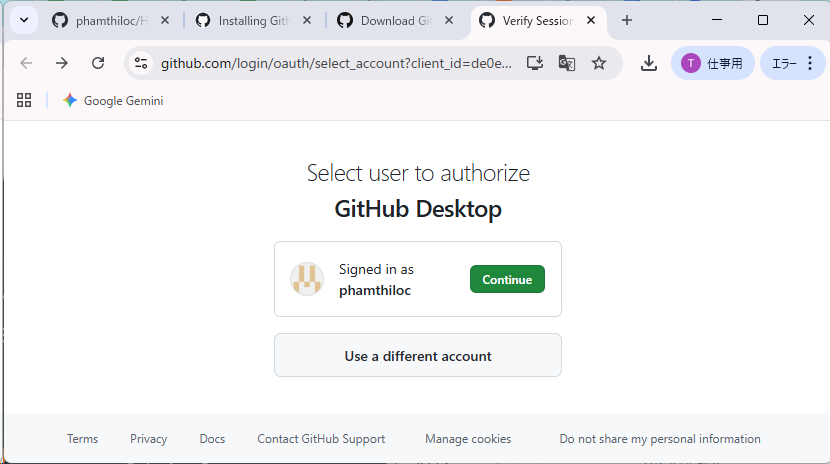 phamthiloc/H
Installing GitH
Download Git
Verify Session
github.com/login/oauth/select_account?client_id=de0e...
T 仕事用
エラー
Google Gemini
Select user to authorize
GitHub Desktop
Signed in as
phamthiloc
Continue
Use a different account
Terms
Privacy
Docs
Contact GitHub Support
Manage cookies
Do not share my personal information